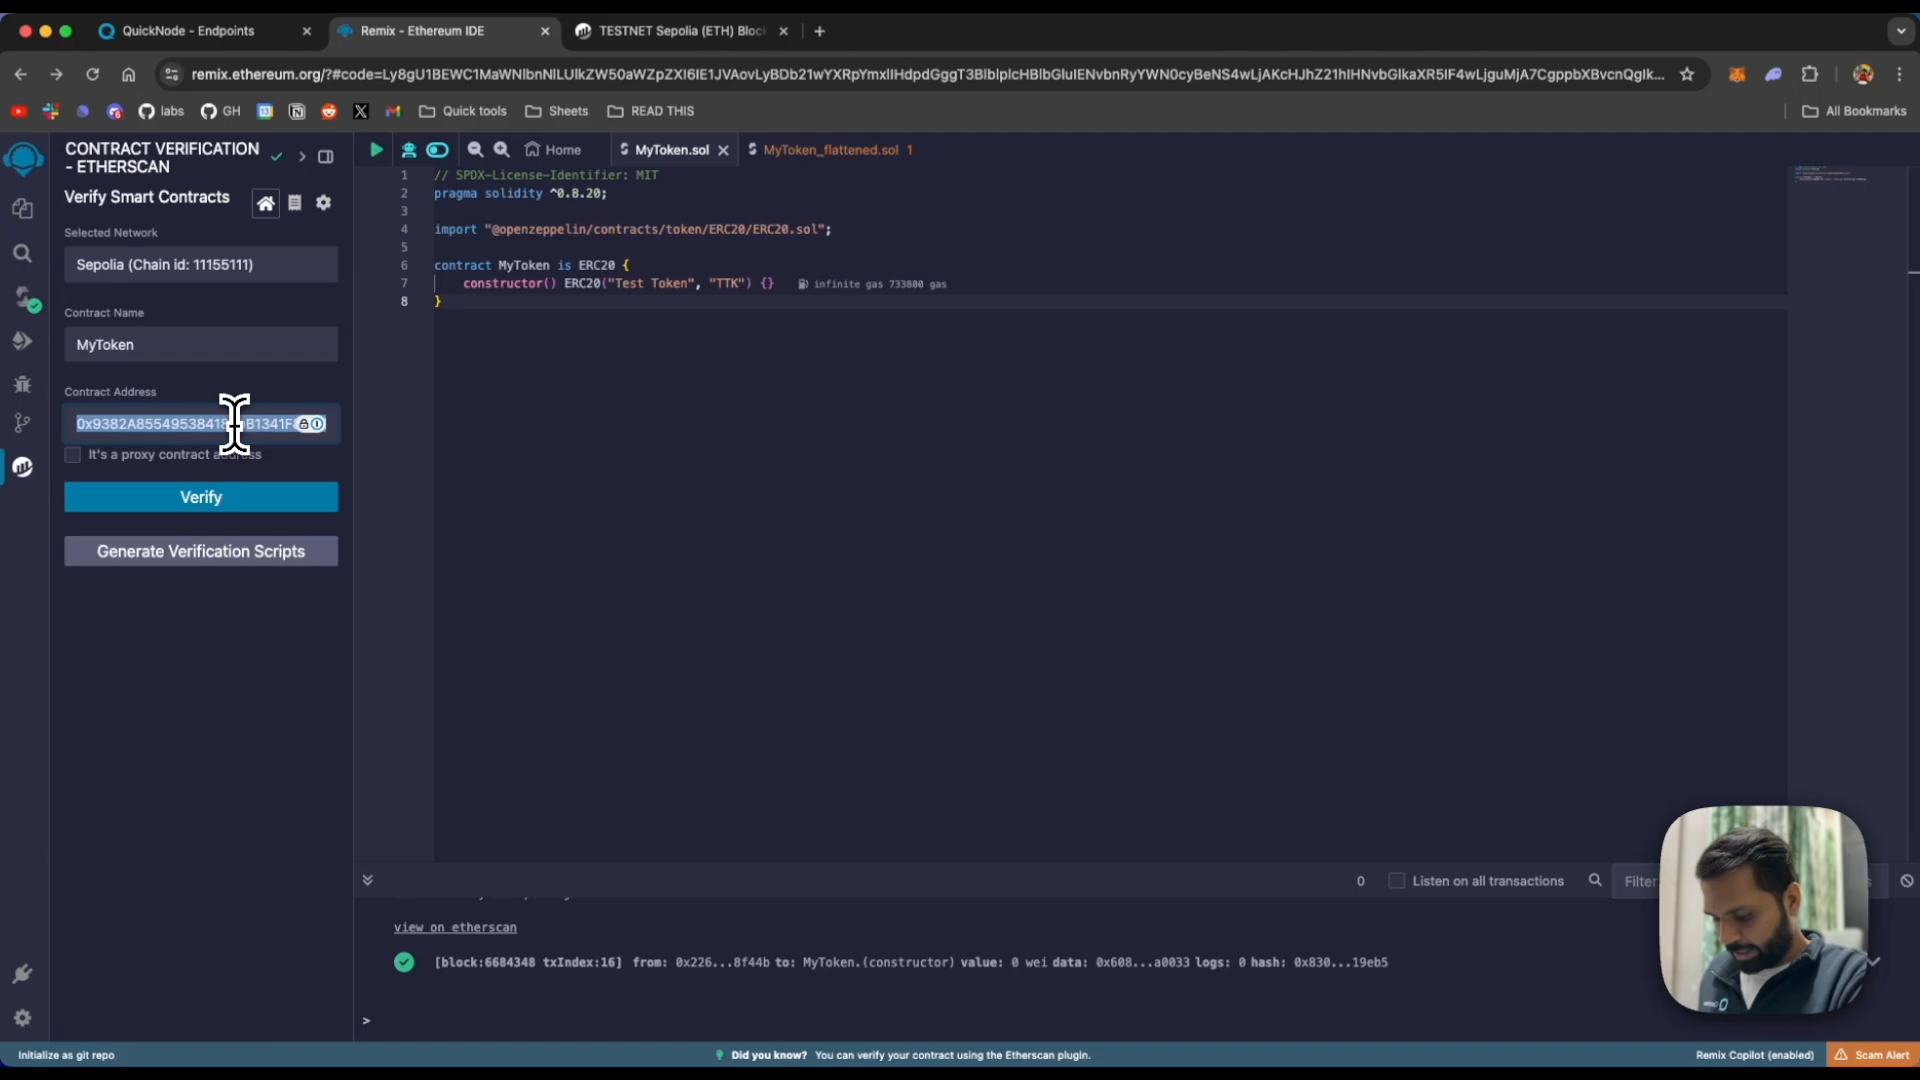 QuickNode - Endpoints
Remix - Ethereum IDE
TESTNET Sepolia (ETH) Bloc
remix.ethereum.org/?#code=Ly8gU1BEWC1MaWNlbnNlLUlkZW50aWZpZXI6IE1JVAovLyBDb21wYXRpYmxlIHdpdGggT3BlblplcHBlbGluIENvbnRyYWN0cyBeNS4wLjAKcHJhZ21hIHNvbGlkaXR5IF4wLjguMjA7CgppbXBvcnQgIk...
labs
GH
Quick tools
Sheets
READ THIS
All Bookmarks
CONTRACT VERIFICATION
- ETHERSCAN
Verify Smart Contracts
Selected Network
Sepolia (Chain id: 11155111)
Contract Name
MyToken
Contract Address
It's a proxy contract address
Verify
Generate Verification Scripts
Home
MyToken.sol
MyToken_flattened.sol 1
1 // SPDX-License-Identifier: MIT
2 pragma solidity ^0.8.20;
3
4 import "@openzeppelin/contracts/token/ERC20/ERC20.sol";
5
6 contract MyToken is ERC20 {
7 constructor() ERC20("Test Token", "TTK") {} infinite gas 733800 gas
8 }
0
Listen on all transactions
Filter
view on etherscan
[block:6684348 txIndex:16] from: 0x226...8f44b to: MyToken.(constructor) value: 0 wei data: 0x608...a0033 logs: 0 hash: 0x830...19eb5
>
Initialize as git repo
Did you know? You can verify your contract using the Etherscan plugin.
Remix Copilot (enabled)
Scam Alert